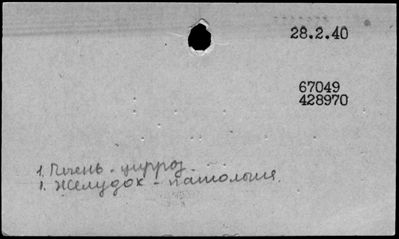 28.2.40
67049
428970
1. Печень - цирроз
1. Желудок - патология